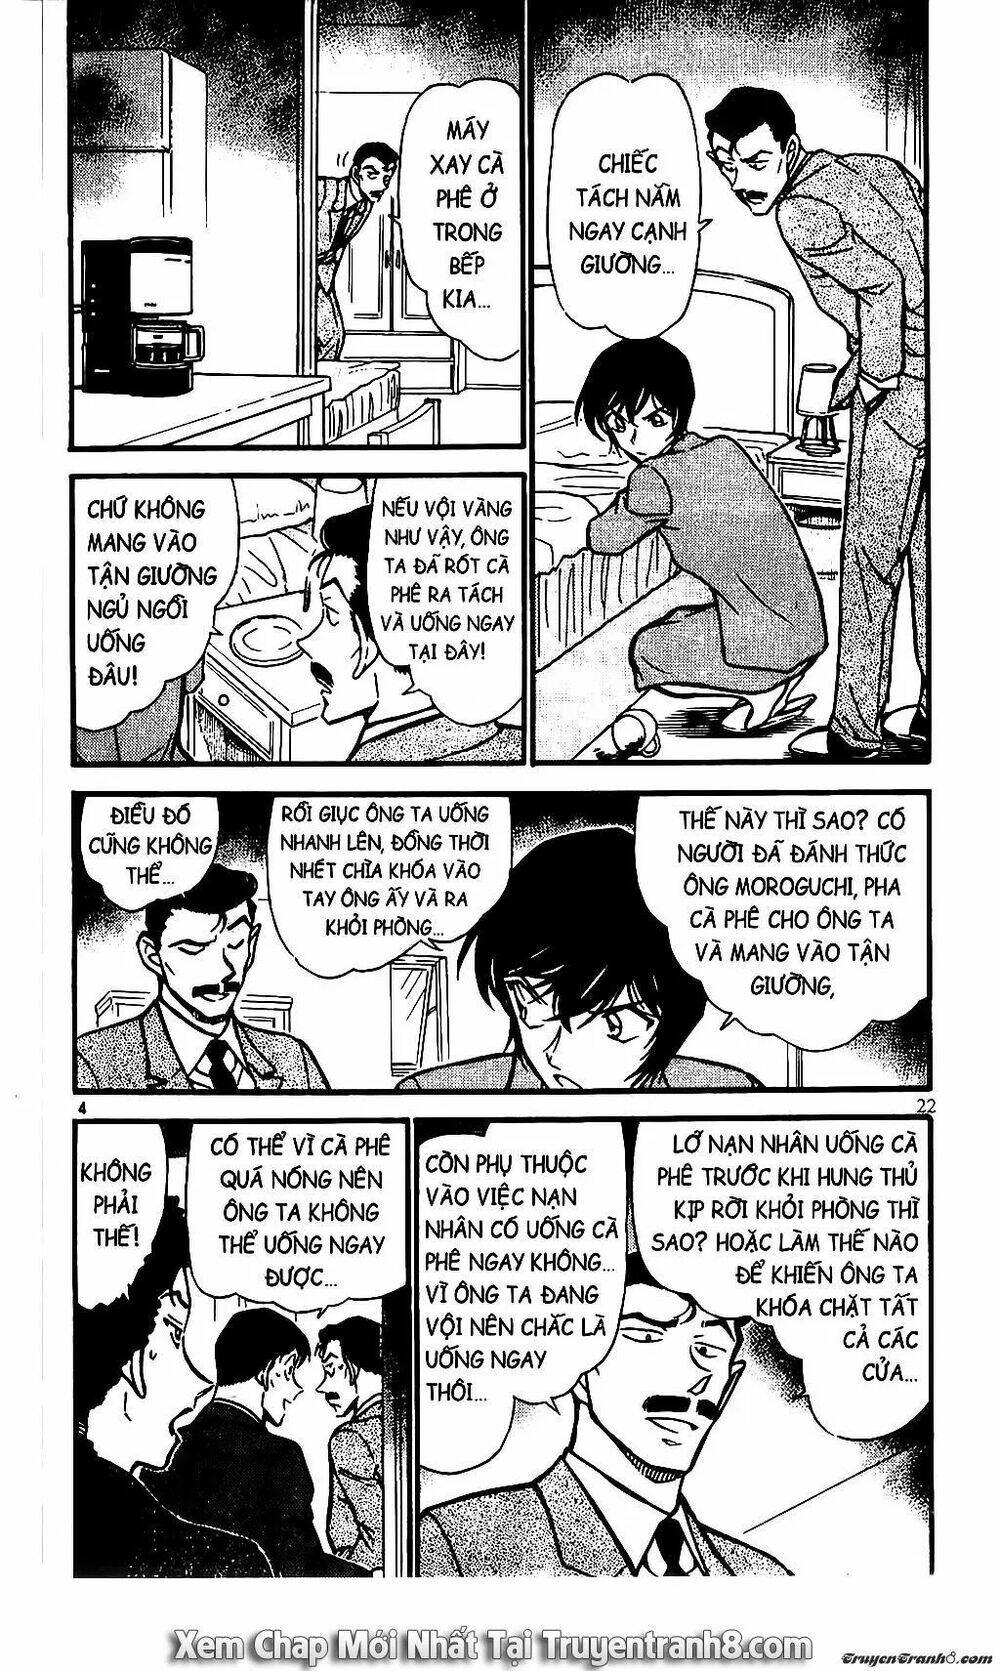 CHIẾC
TÁCH NẰM
NGAY CẠNH
GIƯỜNG...
MÁY
XAY CÀ
PHÊ Ở
TRONG
BẾP
KIA...
NẾU VỘI VÀNG
NHƯ VẬY, ÔNG
TA ĐÃ RÓT CÀ
PHÊ RA TÁCH
VÀ UỐNG NGAY
TẠI ĐÂY!
CHỨ KHÔNG
MANG VÀO
TẬN GIƯỜNG
NGỦ NGỒI
UỐNG
ĐÂU!
THẾ NÀY THÌ SAO? CÓ
NGƯỜI ĐÃ ĐÁNH THỨC
ÔNG MOROGUCHI, PHA
CÀ PHÊ CHO ÔNG TA
VÀ MANG VÀO TẬN
GIƯỜNG,
RỒI GIỤC ÔNG TA UỐNG
NHANH LÊN, ĐỒNG THỜI
NHÉT CHÌA KHÓA VÀO
TAY ÔNG ẤY VÀ RA
KHỎI PHÒNG...
ĐIỀU ĐÓ
CŨNG KHÔNG
THỂ...
4
22
LỠ NẠN NHÂN UỐNG CÀ
PHÊ TRƯỚC KHI HUNG THỦ
KỊP RỜI KHỎI PHÒNG THÌ
SAO? HOẶC LÀM THẾ NÀO
ĐỂ KHIẾN ÔNG TA
KHÓA CHẶT TẤT
CẢ CÁC
CỬA...
CÒN PHỤ THUỘC
VÀO VIỆC NẠN
NHÂN CÓ UỐNG CÀ
PHÊ NGAY KHÔNG...
VÌ ÔNG TA ĐANG
VỘI NÊN CHẮC LÀ
UỐNG NGAY
THÔI...
CÓ THỂ VÌ CÀ PHÊ
QUÁ NÓNG NÊN
ÔNG TA KHÔNG
THỂ UỐNG NGAY
ĐƯỢC...
KHÔNG
PHẢI
THẾ!
Xem Chap Mới Nhất Tại Truyentranh8.com
TruyenTranh8.com